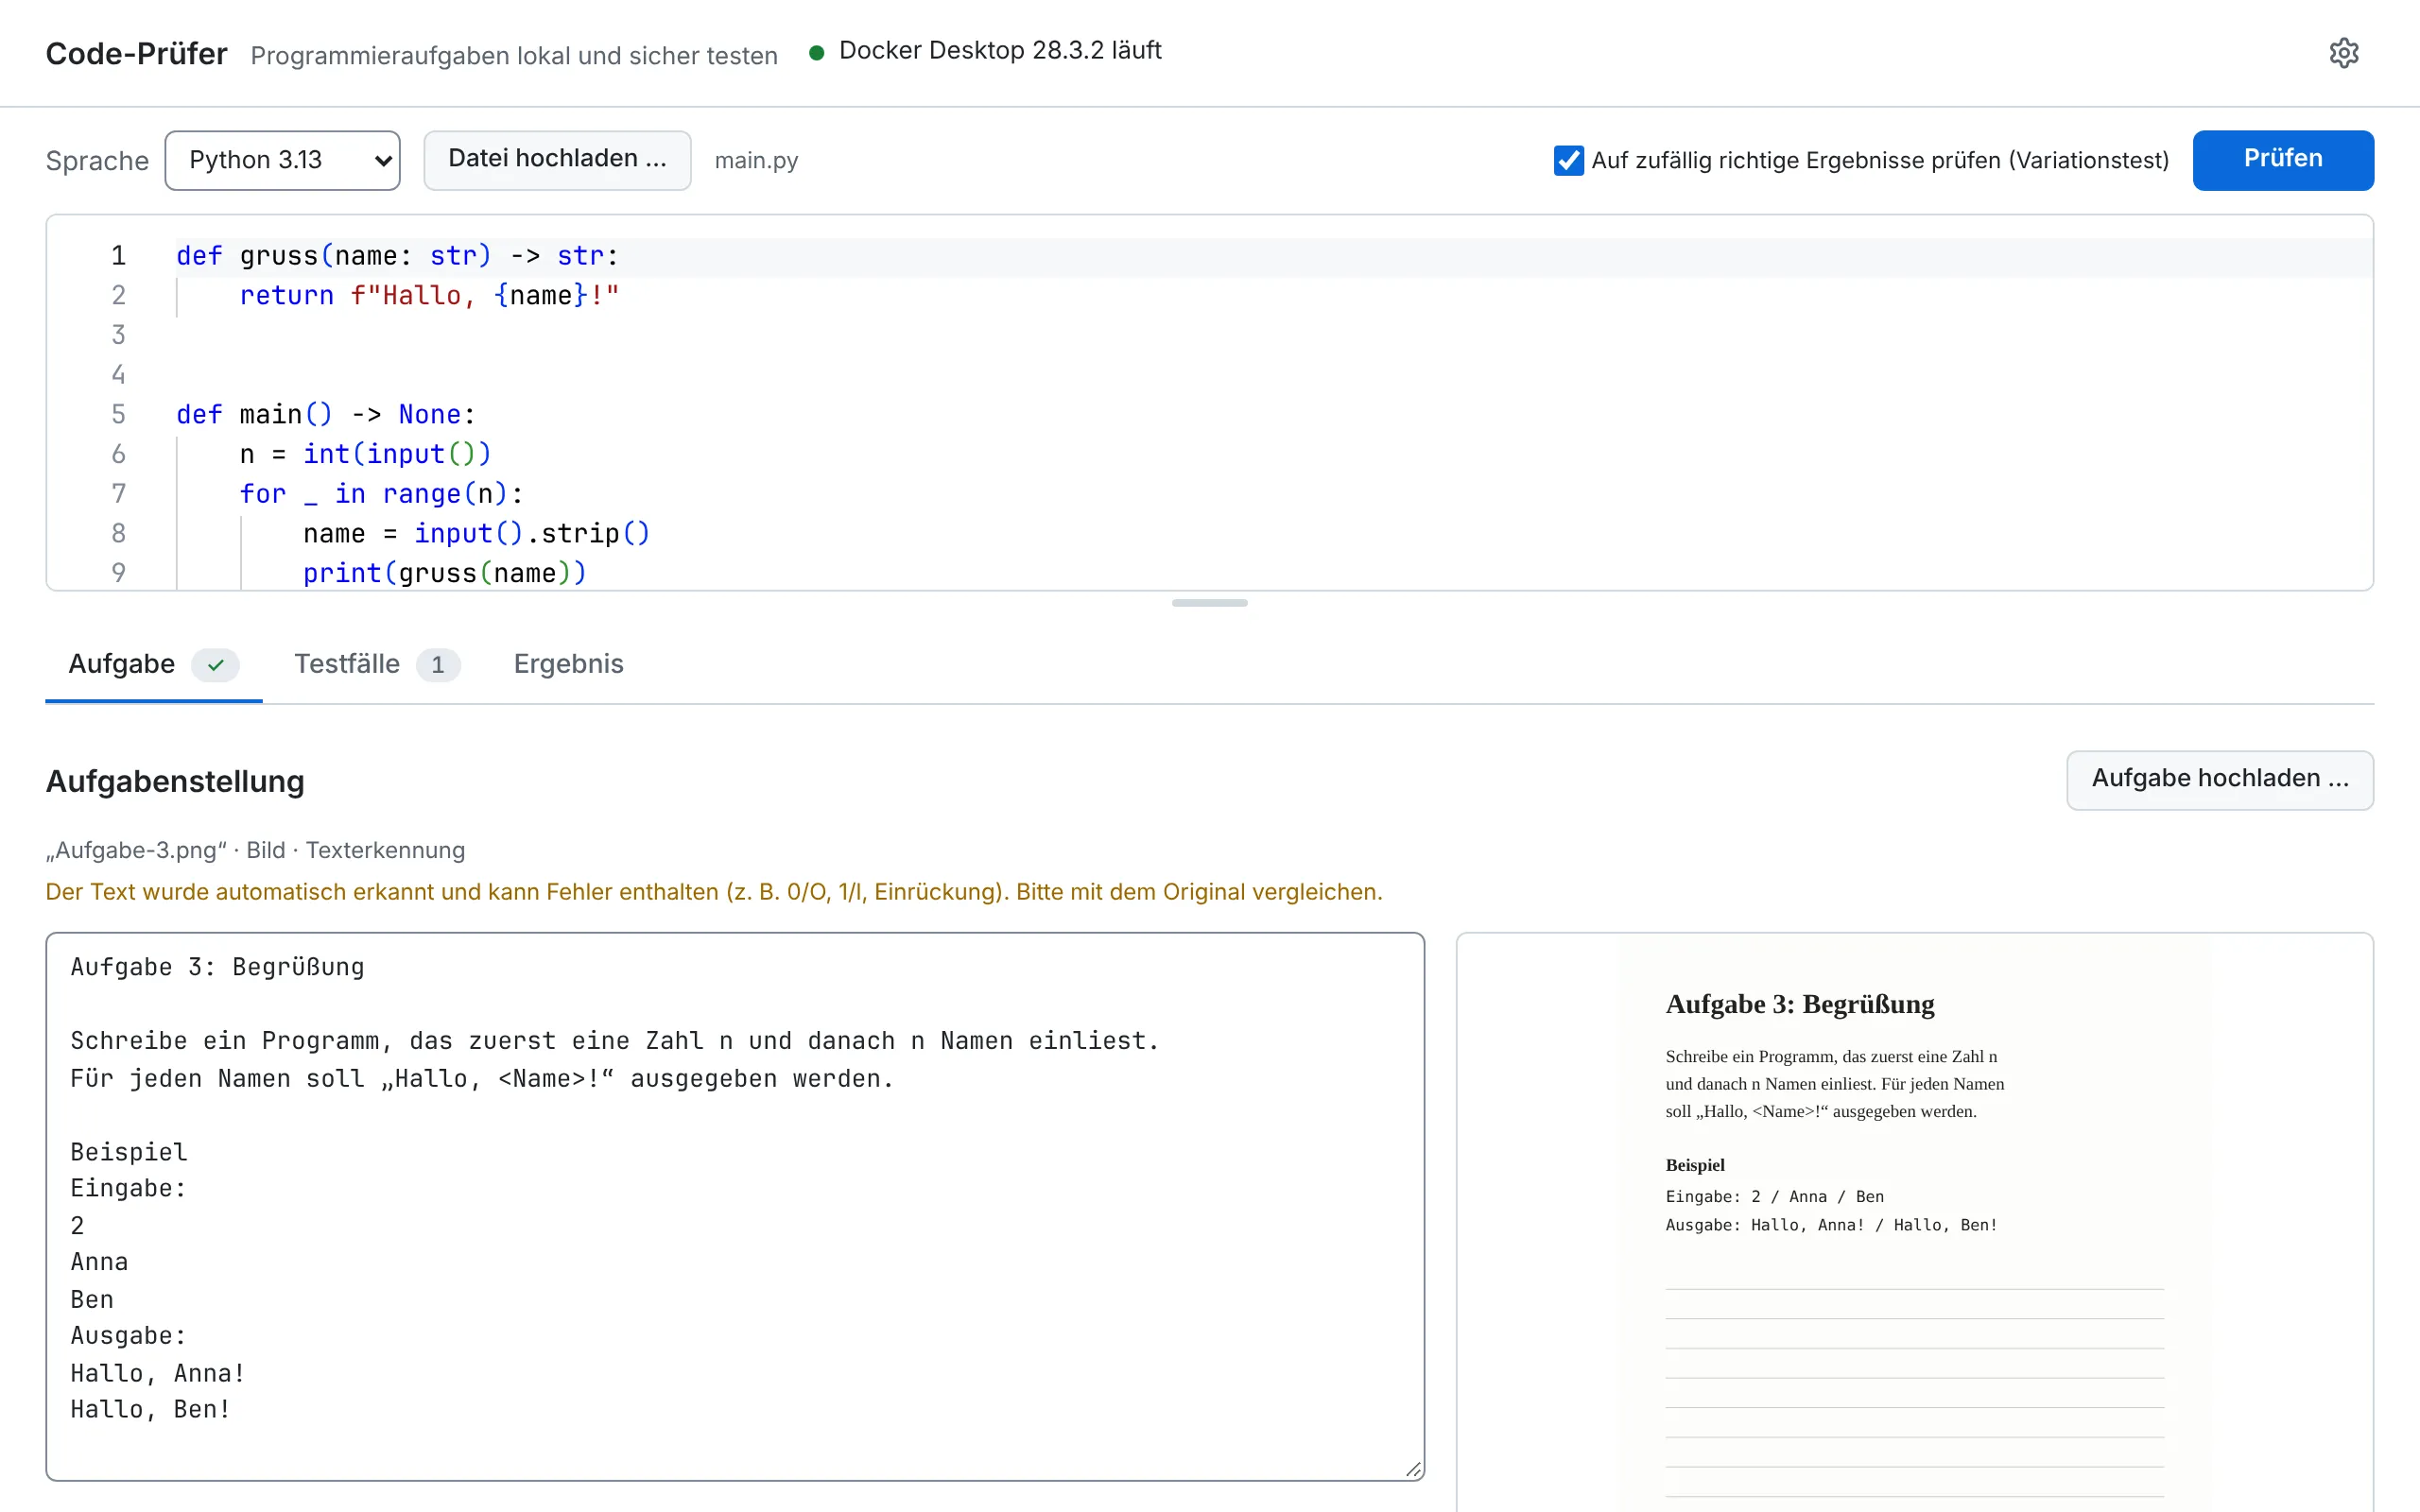 Code-Prüfer Programmieraufgaben lokal und sicher testen Docker Desktop 28.3.2 läuft
Sprache Python 3.13 Datei hochladen ... main.py Auf zufällig richtige Ergebnisse prüfen (Variationstest) Prüfen
1 def gruss(name: str) -> str:
2     return f"Hallo, {name}!"
3
4
5 def main() -> None:
6     n = int(input())
7     for _ in range(n):
8         name = input().strip()
9         print(gruss(name))
Aufgabe Testfälle 1 Ergebnis
Aufgabenstellung Aufgabe hochladen ...
„Aufgabe-3.png“ · Bild · Texterkennung
Der Text wurde automatisch erkannt und kann Fehler enthalten (z. B. 0/O, 1/l, Einrückung). Bitte mit dem Original vergleichen.
Aufgabe 3: Begrüßung
Schreibe ein Programm, das zuerst eine Zahl n und danach n Namen einliest.
Für jeden Namen soll „Hallo, <Name>!“ ausgegeben werden.
Beispiel
Eingabe:
2
Anna
Ben
Ausgabe:
Hallo, Anna!
Hallo, Ben!
Aufgabe 3: Begrüßung
Schreibe ein Programm, das zuerst eine Zahl n
und danach n Namen einliest. Für jeden Namen
soll „Hallo, <Name>!“ ausgegeben werden.
Beispiel
Eingabe: 2 / Anna / Ben
Ausgabe: Hallo, Anna! / Hallo, Ben!